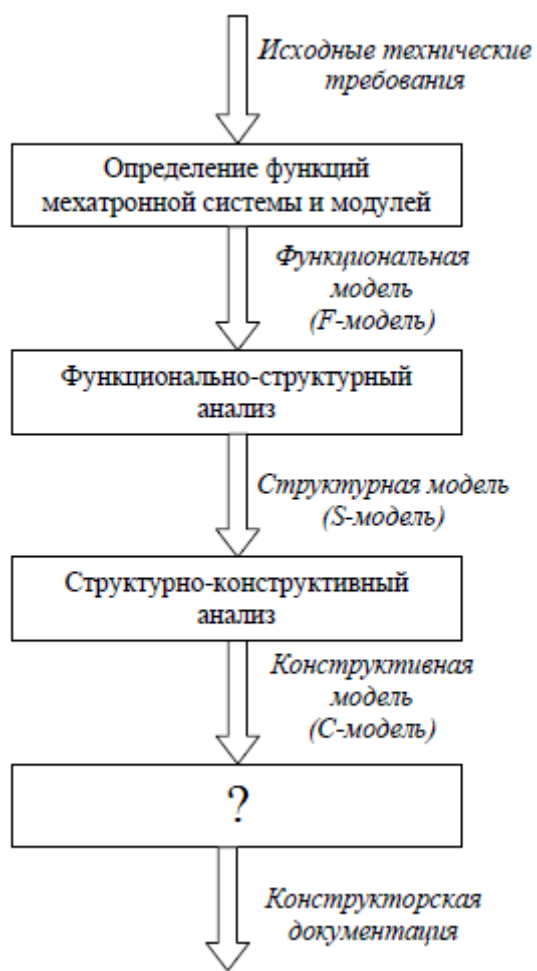 Исходные технические
требования
Определение функций
мехатронной системы и модулей
Функциональная
модель
(F-модель)
Функционально-структурный
анализ
Структурная модель
(S-модель)
Структурно-конструктивный
анализ
Конструктивная
модель
(C-модель)
?
Конструкторская
документация